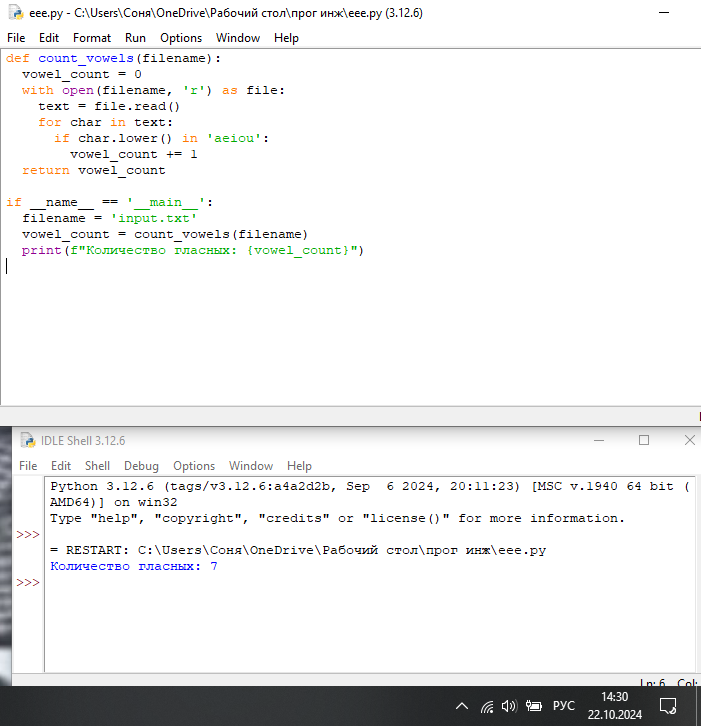 eee.py - C:\Users\Соня\OneDrive\Рабочий стол\прог инж\eee.py (3.12.6)
File Edit Format Run Options Window Help
def count_vowels(filename):
  vowel_count = 0
  with open(filename, 'r') as file:
    text = file.read()
    for char in text:
      if char.lower() in 'aeiou':
        vowel_count += 1
  return vowel_count
if __name__ == '__main__':
  filename = 'input.txt'
  vowel_count = count_vowels(filename)
  print(f"Количество гласных: {vowel_count}")
IDLE Shell 3.12.6
File Edit Shell Debug Options Window Help
Python 3.12.6 (tags/v3.12.6:a4a2d2b, Sep  6 2024, 20:11:23) [MSC v.1940 64 bit (
AMD64)] on win32
Type "help", "copyright", "credits" or "license()" for more information.
>>>
= RESTART: C:\Users\Соня\OneDrive\Рабочий стол\прог инж\eee.py
Количество гласных: 7
>>>
Ln: 6 Col:
РУС
14:30
22.10.2024